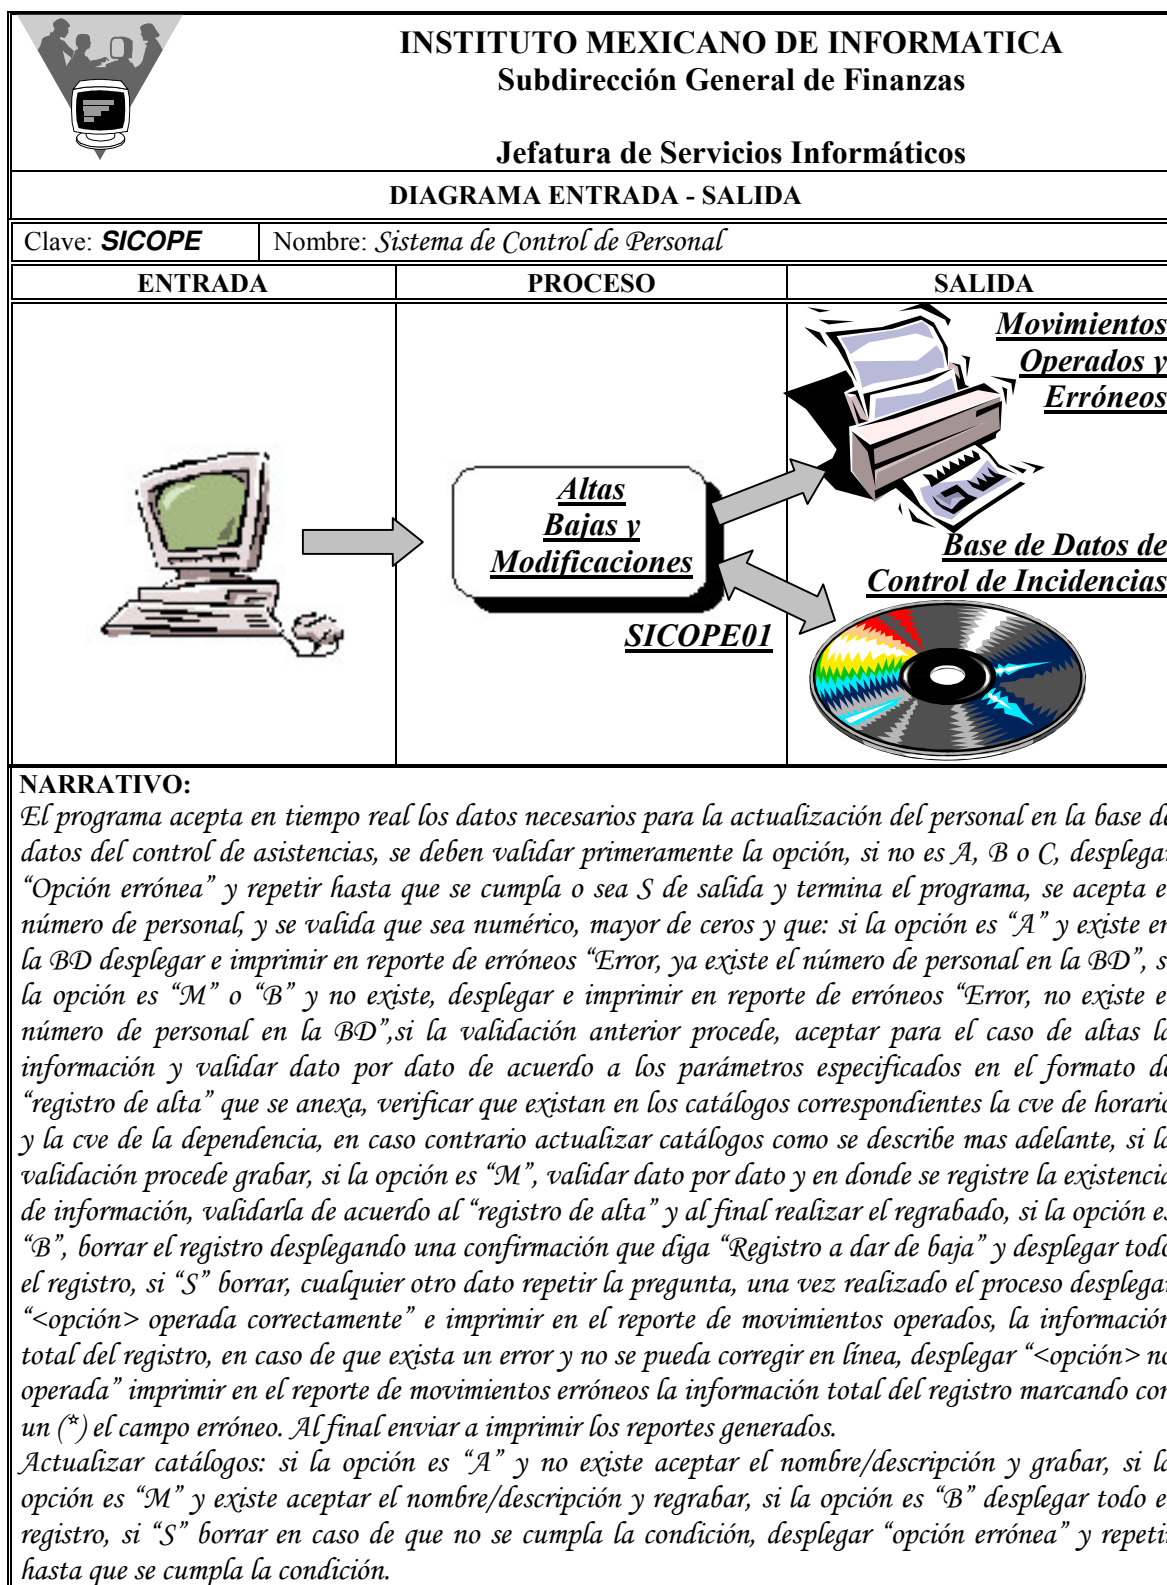 INSTITUTO MEXICANO DE INFORMATICA
Subdirección General de Finanzas
Jefatura de Servicios Informáticos
DIAGRAMA ENTRADA - SALIDA
Clave: SICOPE Nombre: Sistema de Control de Personal
ENTRADA PROCESO SALIDA
Movimientos
Operados y
Erróneos
Altas
Bajas y
Modificaciones
SICOPE01
Base de Datos de
Control de Incidencias
NARRATIVO:
El programa acepta en tiempo real los datos necesarios para la actualización del personal en la base de
datos del control de asistencias, se deben validar primeramente la opción, si no es A, B o C, desplegar
“Opción errónea” y repetir hasta que se cumpla o sea S de salida y termina el programa, se acepta e
número de personal, y se valida que sea numérico, mayor de ceros y que: si la opción es “A” y existe en
la BD desplegar e imprimir en reporte de erróneos “Error, ya existe el número de personal en la BD”, s
la opción es “M” o “B” y no existe, desplegar e imprimir en reporte de erróneos “Error, no existe e
número de personal en la BD”,si la validación anterior procede, aceptar para el caso de altas la
información y validar dato por dato de acuerdo a los parámetros especificados en el formato de
“registro de alta” que se anexa, verificar que existan en los catálogos correspondientes la cve de horario
y la cve de la dependencia, en caso contrario actualizar catálogos como se describe mas adelante, si la
validación procede grabar, si la opción es “M”, validar dato por dato y en donde se registre la existencia
de información, validarla de acuerdo al “registro de alta” y al final realizar el regrabado, si la opción es
“B”, borrar el registro desplegando una confirmación que diga “Registro a dar de baja” y desplegar todo
el registro, si “S” borrar, cualquier otro dato repetir la pregunta, una vez realizado el proceso desplegar
“<opción> operada correctamente” e imprimir en el reporte de movimientos operados, la información
total del registro, en caso de que exista un error y no se pueda corregir en línea, desplegar “<opción> no
operada” imprimir en el reporte de movimientos erróneos la información total del registro marcando con
un (*) el campo erróneo. Al final enviar a imprimir los reportes generados.
Actualizar catálogos: si la opción es “A” y no existe aceptar el nombre/descripción y grabar, si la
opción es “M” y existe aceptar el nombre/descripción y regrabar, si la opción es “B” desplegar todo e
registro, si “S” borrar en caso de que no se cumpla la condición, desplegar “opción errónea” y repetir
hasta que se cumpla la condición.